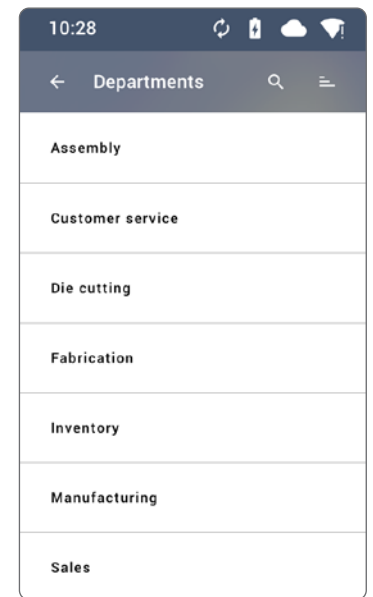 10:28
Departments
Assembly
Customer service
Die cutting
Fabrication
Inventory
Manufacturing
Sales